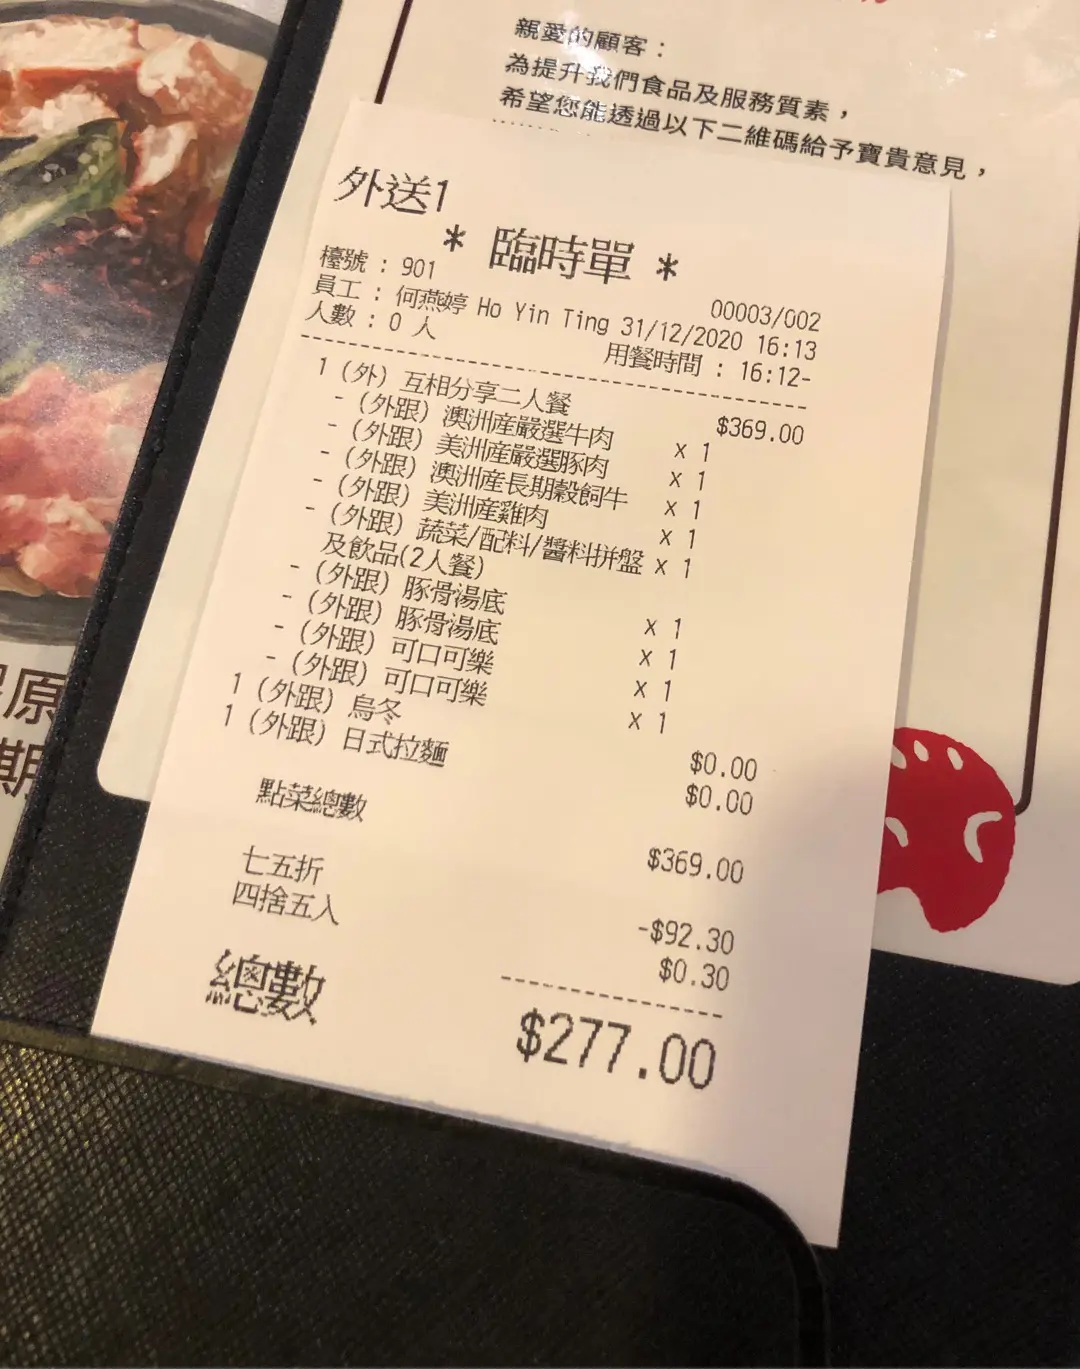 親愛的顧客：
為提升我們食品及服務質素，
希望您能透過以下二維碼給予寶貴意見，
外送1
* 臨時單 *
檯號 : 901
00003/002
員工 : 何燕婷 Ho Yin Ting 31/12/2020 16:13
人數 : 0 人
用餐時間 : 16:12-
1 (外) 互相分享二人餐 $369.00
- (外跟) 澳洲産嚴選牛肉 x 1
- (外跟) 美洲産嚴選豚肉 x 1
- (外跟) 澳洲産長期穀飼牛 x 1
- (外跟) 美洲産雞肉 x 1
- (外跟) 蔬菜/配料/醬料拼盤 x 1
及飲品(2人餐)
- (外跟) 豚骨湯底 x 1
- (外跟) 豚骨湯底 x 1
- (外跟) 可口可樂 x 1
- (外跟) 可口可樂 x 1
1 (外跟) 烏冬 $0.00
1 (外跟) 日式拉麵 $0.00
點菜總數 $369.00
七五折 -$92.30
四捨五入 $0.30
總數 $277.00
原
期